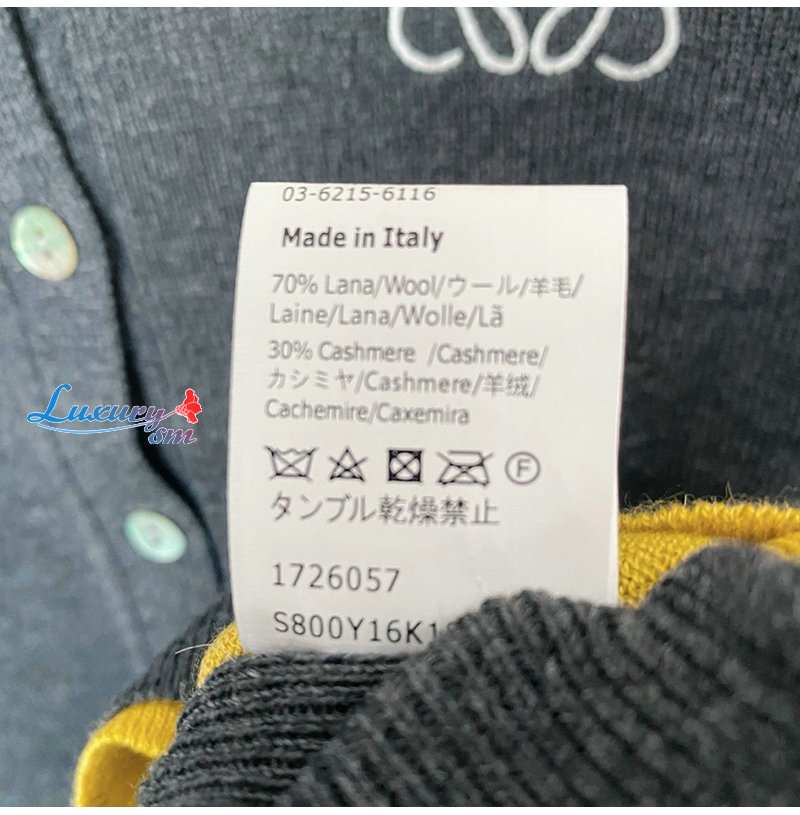 03-6215-6116
Made in Italy
70% Lana/Wool/ウール/羊毛/
Laine/Lana/Wolle/Lã
30% Cashmere /Cashmere/
カシミヤ/Cashmere/羊绒/
Cachemire/Caxemira
F
タンブル乾燥禁止
1726057
S800Y16K1
Luxury
om